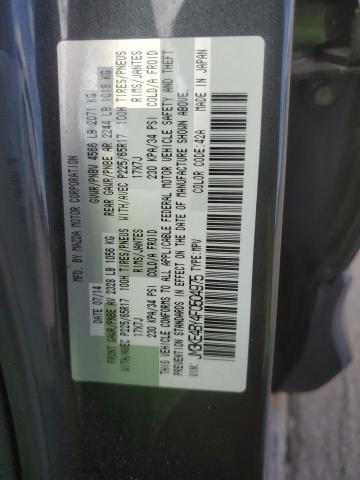 MFD. BY MAZDA MOTOR CORPORATION
DATE 07/14 GVWR/PNBV 4566 LB-2071 KG
FRONT GAWR/PNBE AV 2328 LB 1056 KG REAR GAWR/PNBE AR 2244 LB 1018 KG
WITH/AVEC P225/65R17 100H TIRES/PNEUS WITH/AVEC P225/65R17 100H TIRES/PNEUS
17X7J RIMS/JANTES 17X7J RIMS/JANTES
230 KPA/34 PSI COLD/A FROID 230 KPA/34 PSI COLD/A FROID
THIS VEHICLE CONFORMS TO ALL APPLICABLE FEDERAL MOTOR VEHICLE SAFETY AND
STANDARDS IN EFFECT ON THE DATE OF MANUFACTURE SHOWN ABOVE.
VIN: JM3KE4BY4F0504975 TYPE:MPV COLOR CODE:42A MADE IN JAPAN